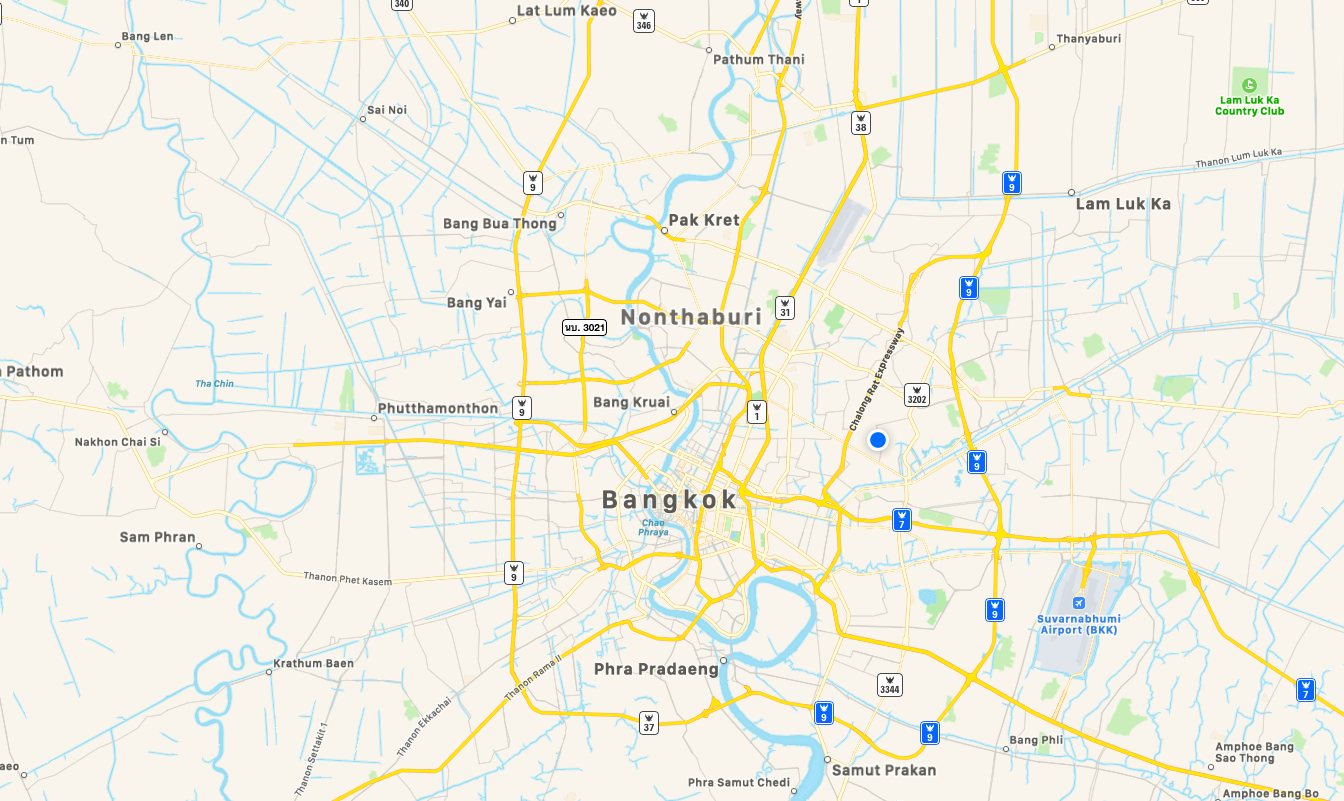 340
Lat Lum Kaeo
346
Bang Len
Thanyaburi
Pathum Thani
Lam Luk Ka
Country Club
Sai Noi
38
n Tum
Thanon Lum Luk Ka
9
9
Lam Luk Ka
Pak Kret
Bang Bua Thong
9
Bang Yai
31
Nonthaburi
นบ. 3021
Chalong Rat Expressway
Pathom
Tha Chin
3202
Bang Kruai
Phutthamonthon
9
1
Nakhon Chai Si
9
Bangkok
7
Chao
Phraya
Sam Phran
Thanon Phet Kasem
9
9
Suvarnabhumi
Airport (BKK)
Krathum Baen
Phra Pradaeng
Thanon Rama II
3344
7
Thanon Ekkachai
9
37
9
Thanon Settakit-1
Bang Phli
Amphoe Bang
Sao Thong
Samut Prakan
aeo
Phra Samut Chedi
Amphoe Bang Bo